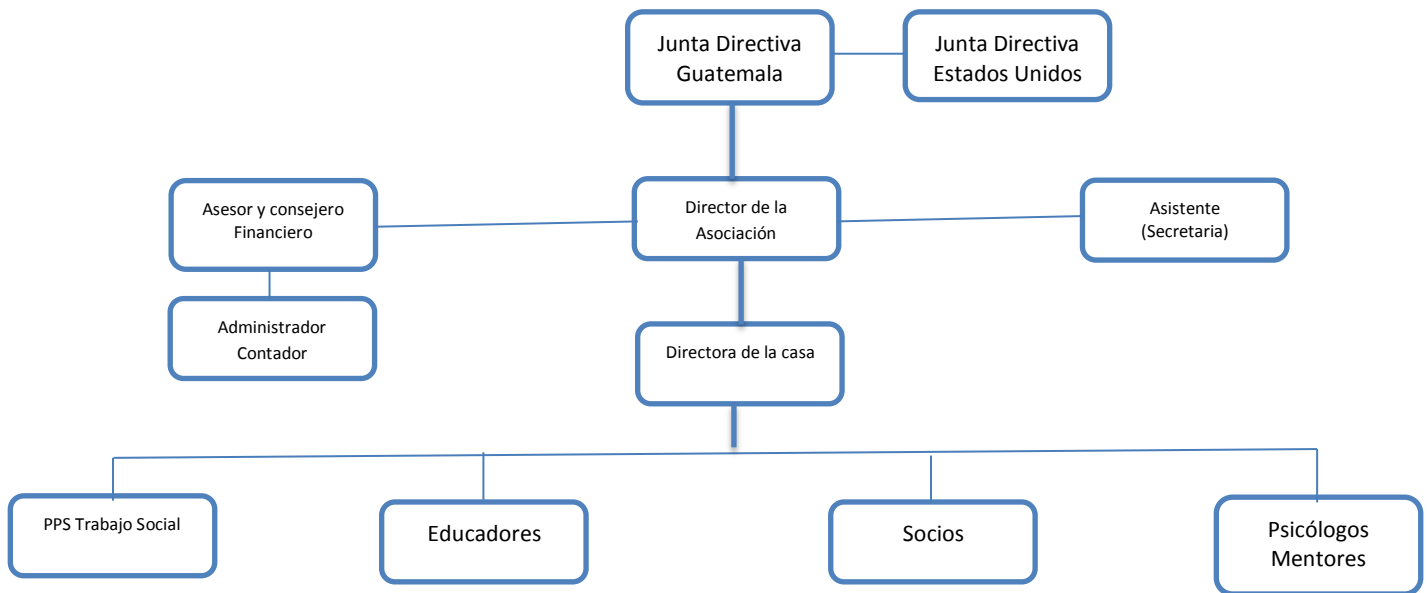 Junta Directiva
Guatemala
Junta Directiva
Estados Unidos
Asesor y consejero
Financiero
Director de la
Asociación
Asistente
(Secretaria)
Administrador
Contador
Directora de la casa
PPS Trabajo Social
Educadores
Socios
Psicólogos
Mentores